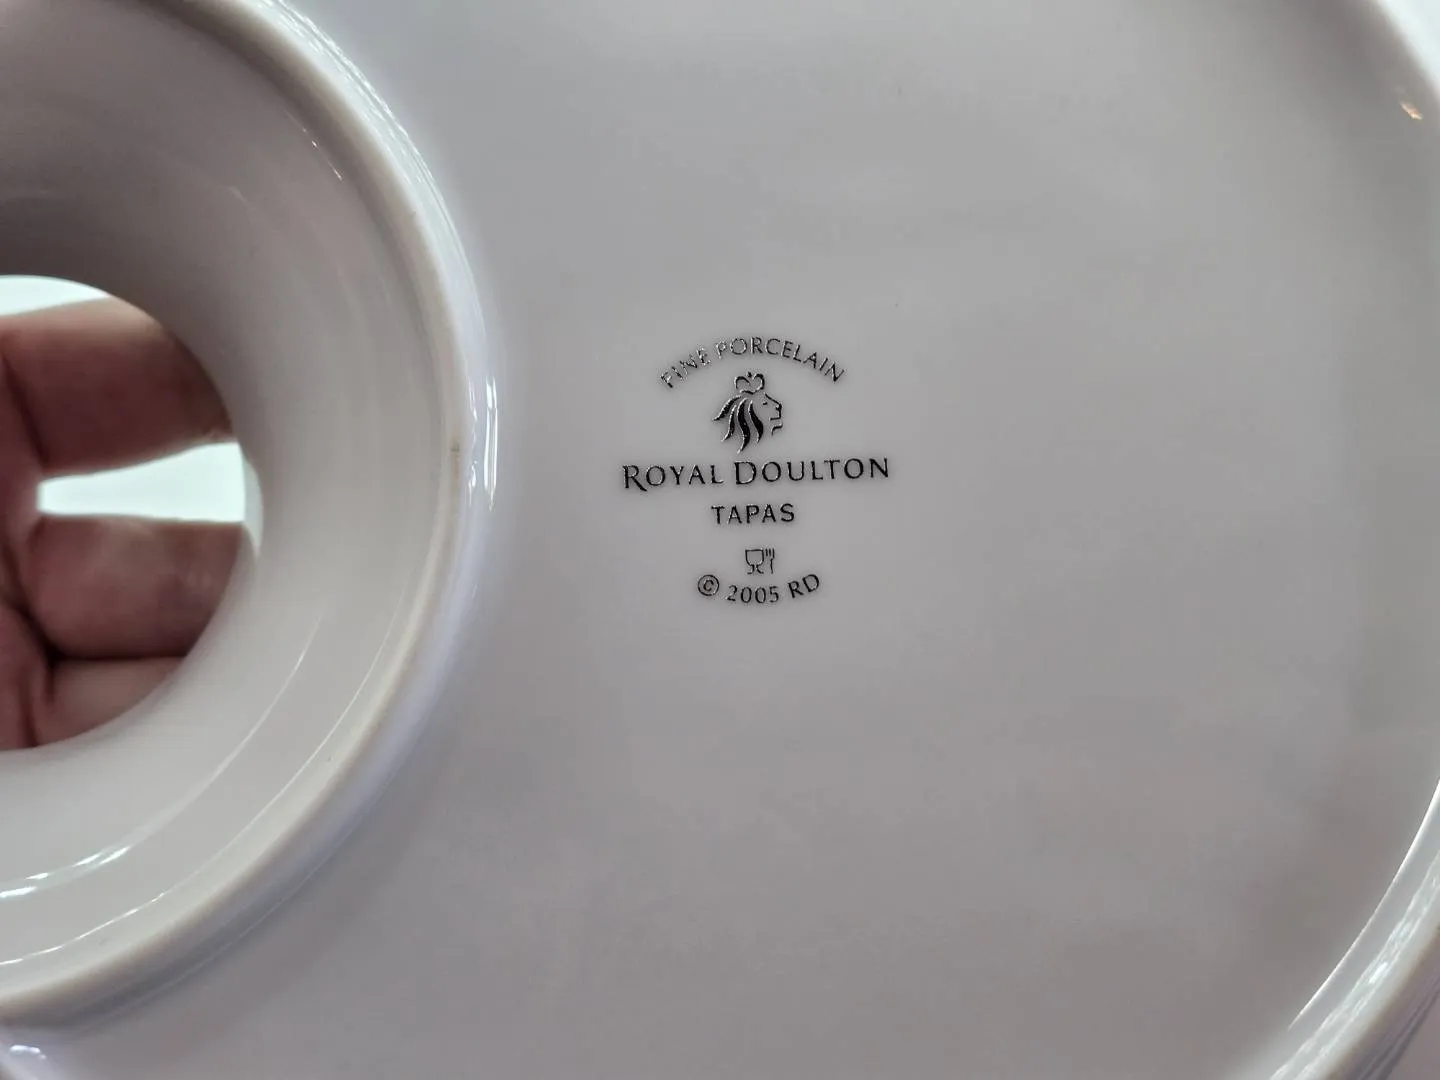 FINE PORCELAIN
ROYAL DOULTON
TAPAS
© 2005 RD